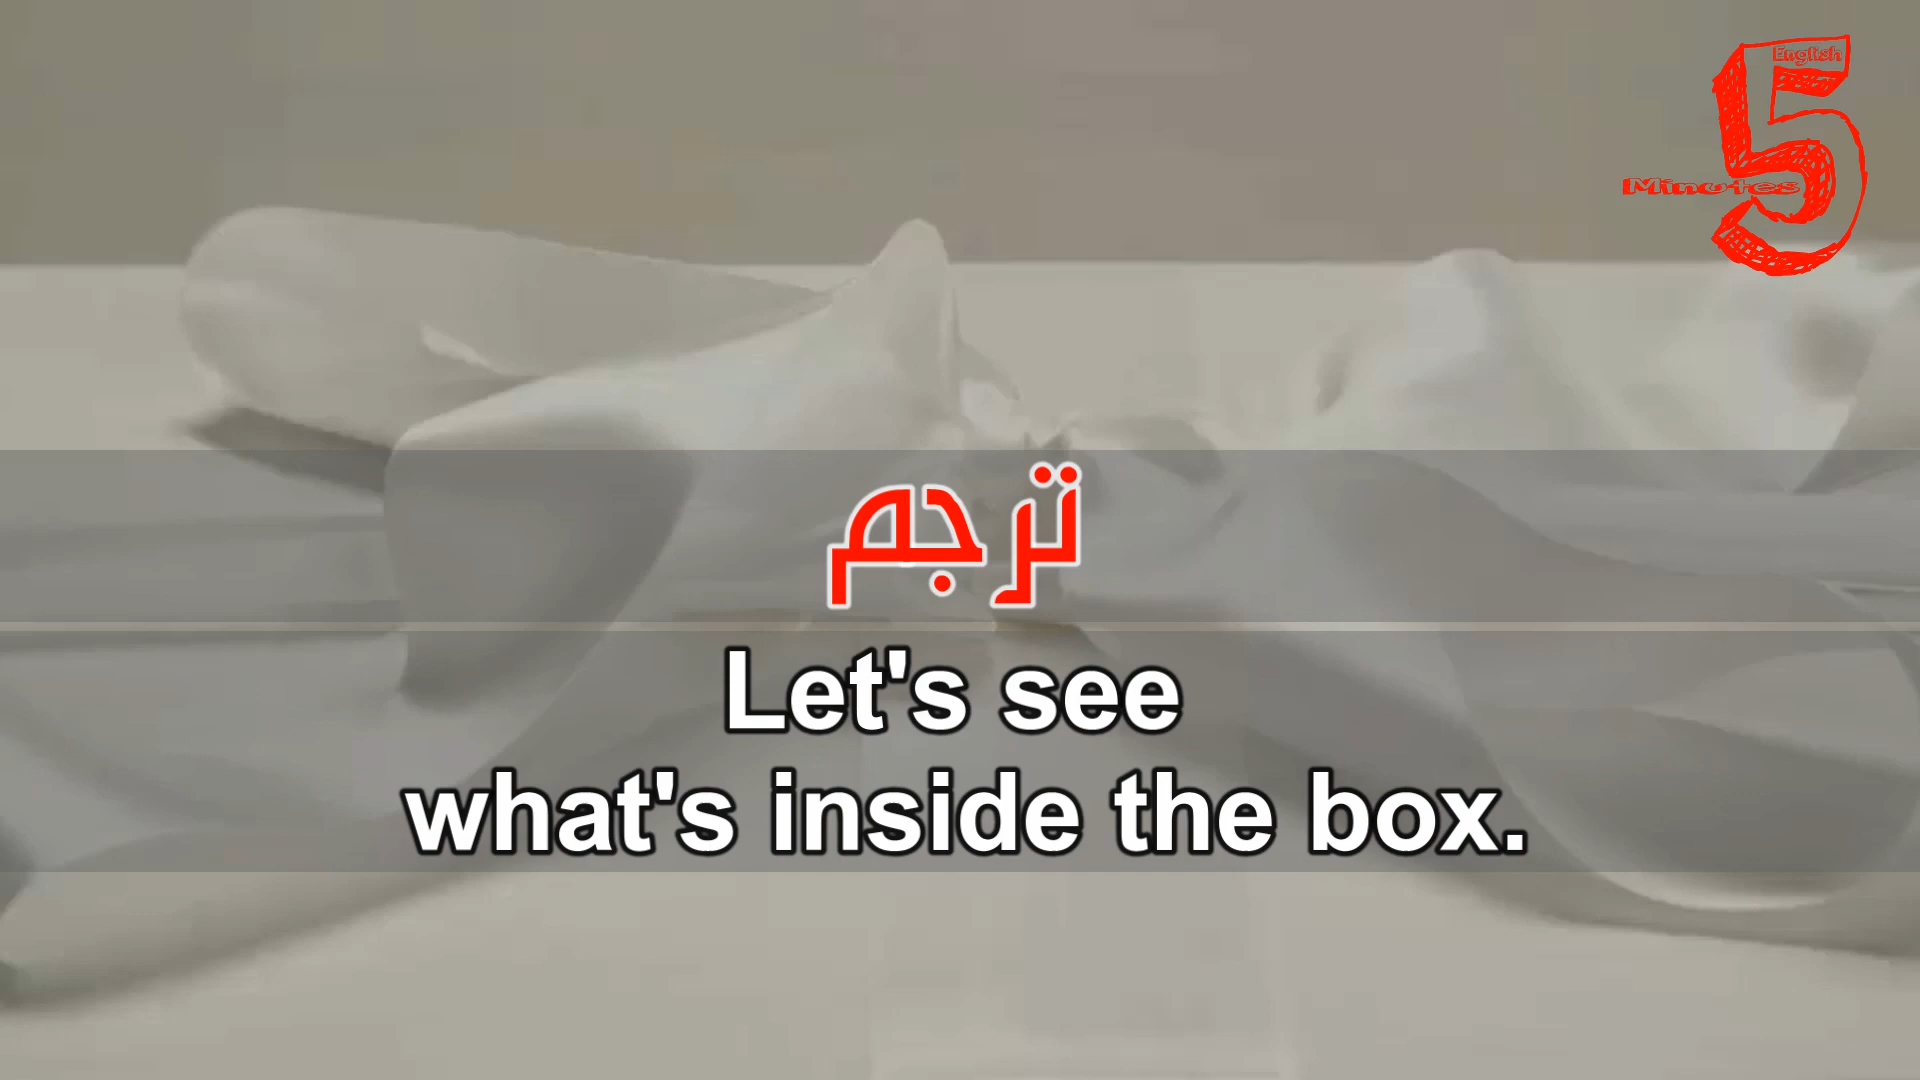 English
5
Minutes
ترجم
Let's see
what's inside the box.